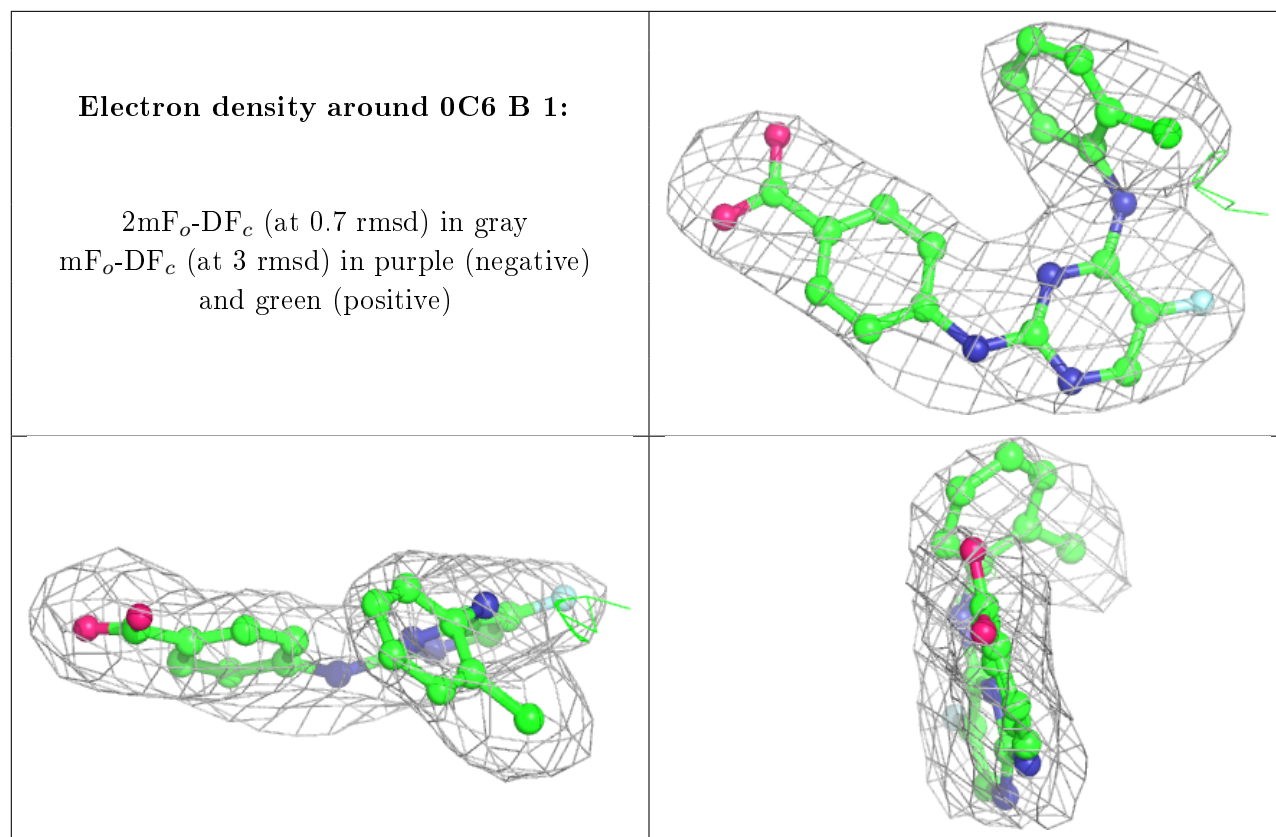 Electron density around 0C6 B 1:
2mFo-DFc (at 0.7 rmsd) in gray
mFo-DFc (at 3 rmsd) in purple (negative)
and green (positive)